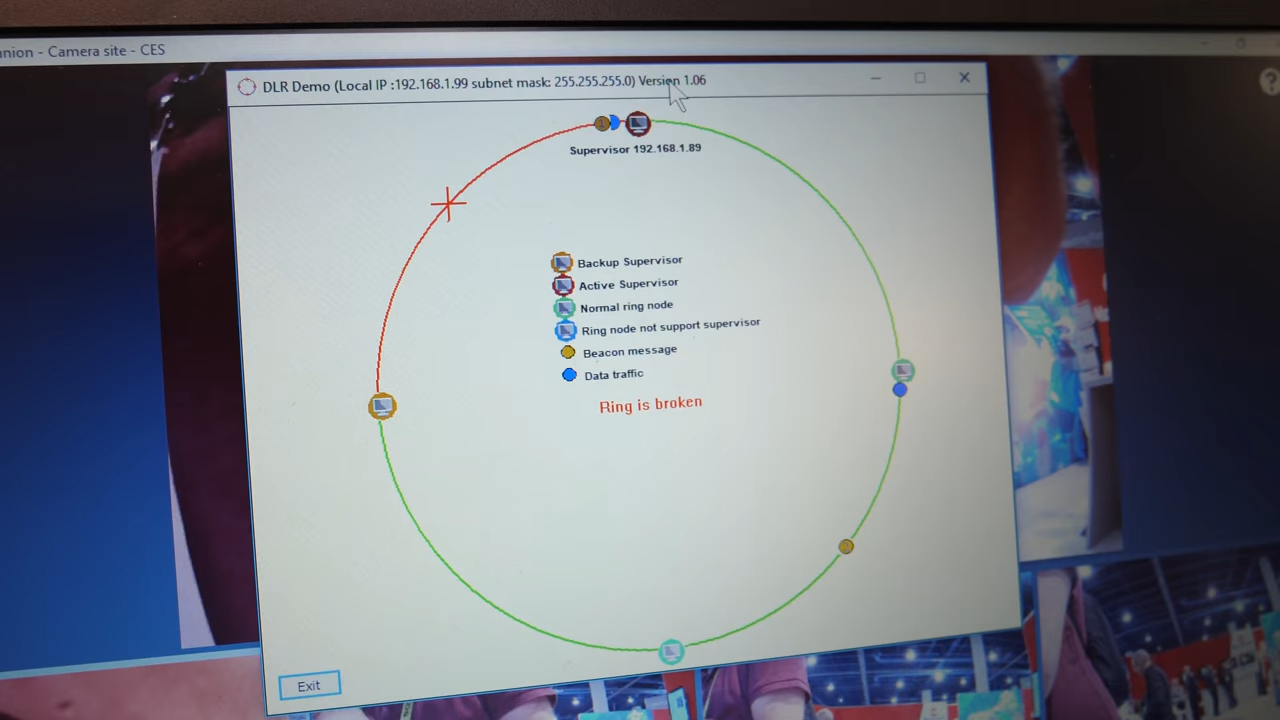 nnion - Camera site - CES
DLR Demo (Local IP :192.168.1.99 subnet mask: 255.255.255.0) Version 1.06
Supervisor 192.168.1.89
Backup Supervisor
Active Supervisor
Normal ring node
Ring node not support supervisor
Beacon message
Data traffic
Ring is broken
Exit